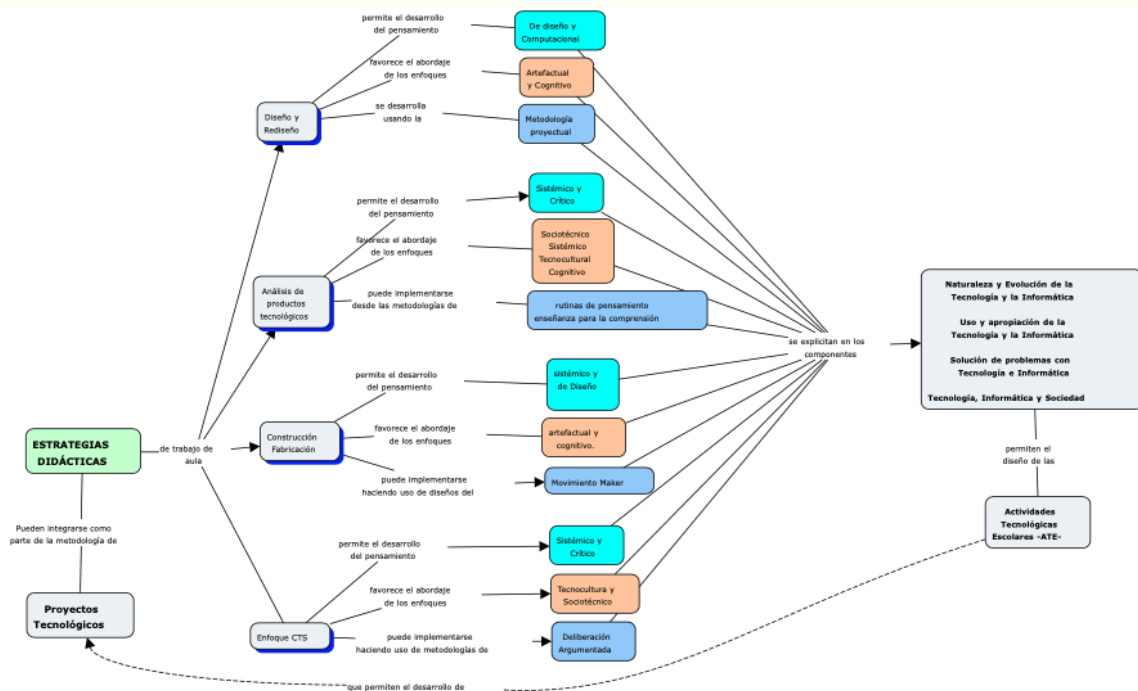 permite el desarrollo
del pensamiento
De diseño y
Computacional
favorece el abordaje
de los enfoques
Artefactual
y Cognitivo
Diseño y
Rediseño
se desarrolla
usando la
Metodología
proyectual
permite el desarrollo
del pensamiento
Sistémico y
Crítico
favorece el abordaje
de los enfoques
Sociotécnico
Sistémico
Tecnocultural
Cognitivo
Análisis de
productos
tecnológicos
puede implementarse
desde las metodologías de
rutinas de pensamiento
enseñanza para la comprensión
se explicitan en los
componentes
Naturaleza y Evolución de la
Tecnología y la Informática
Uso y apropiación de la
Tecnología y la Informática
Solución de problemas con
Tecnología e Informática
Tecnología, Informática y Sociedad
permite el desarrollo
del pensamiento
sistémico y
de Diseño
ESTRATEGIAS
DIDÁCTICAS
de trabajo de
aula
Construcción
Fabricación
favorece el abordaje
de los enfoques
artefactual y
cognitivo.
puede implementarse
haciendo uso de diseños del
Movimiento Maker
permiten el
diseño de las
Actividades
Tecnológicas
Escolares -ATE-
Pueden integrarse como
parte de la metodología de
permite el desarrollo
del pensamiento
Sistémico y
Crítico
favorece el abordaje
de los enfoques
Tecnocultura y
Sociotécnico
Proyectos
Tecnológicos
Enfoque CTS
puede implementarse
haciendo uso de metodologías de
Deliberación
Argumentada
que permiten el desarrollo de